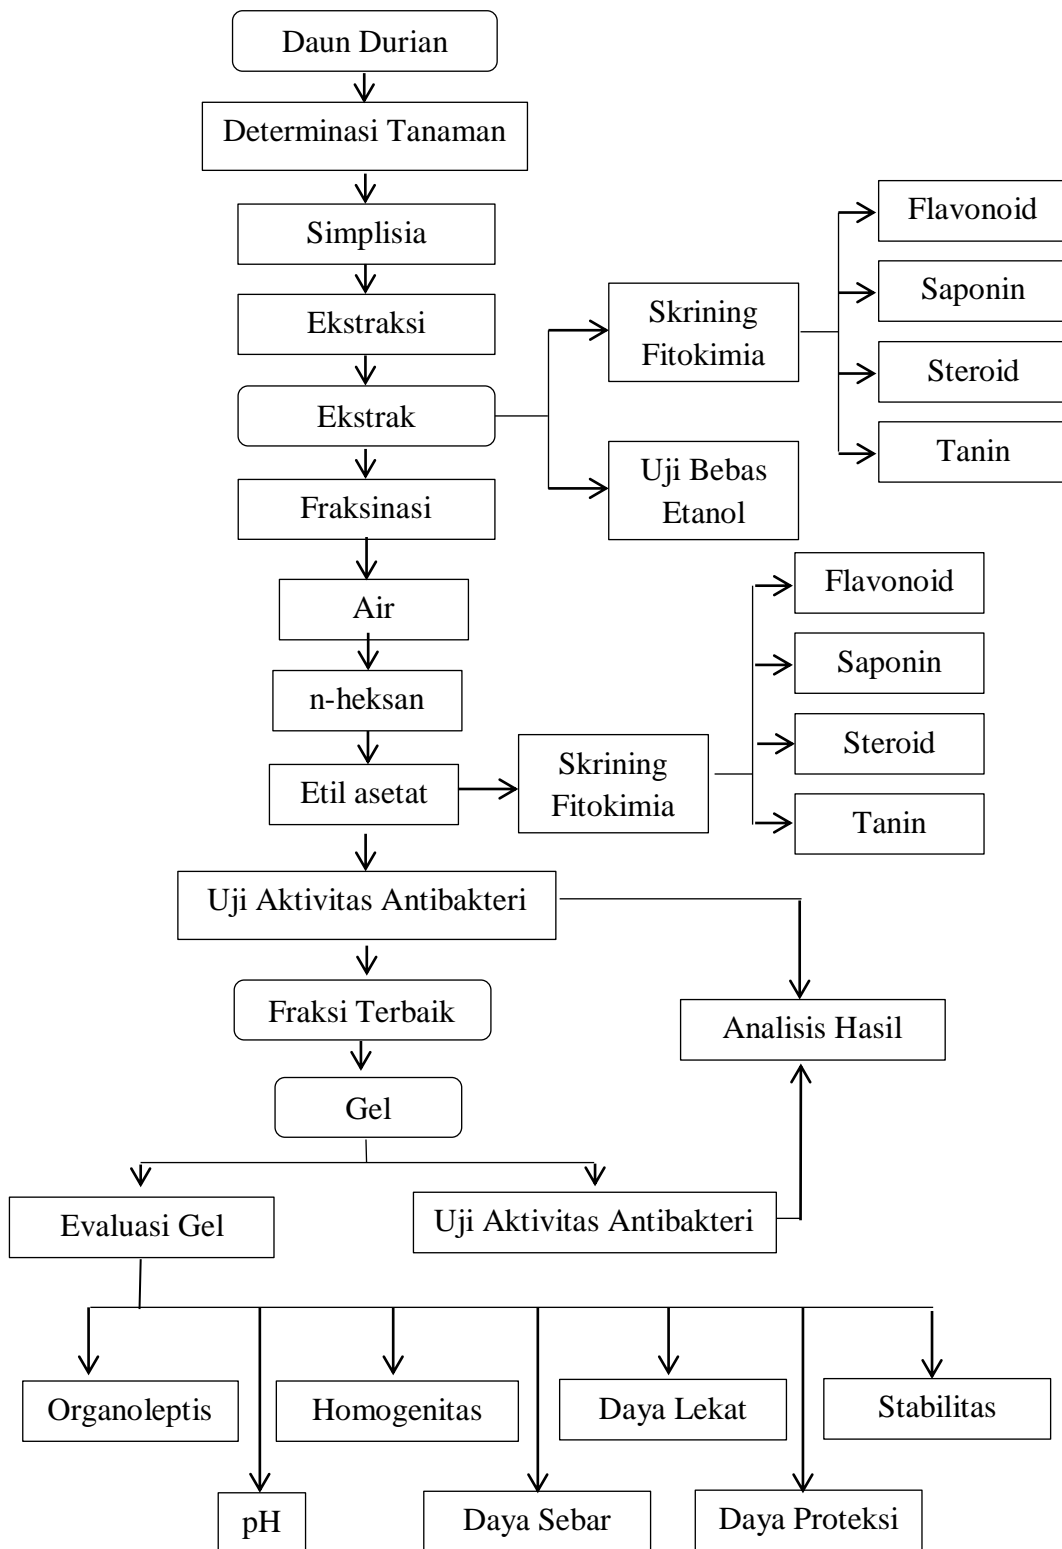 Daun Durian
Determinasi Tanaman
Simplisia
Ekstraksi
Ekstrak
Skrining
Fitokimia
Flavonoid
Saponin
Steroid
Tanin
Uji Bebas
Etanol
Fraksinasi
Air
n-heksan
Etil asetat
Skrining
Fitokimia
Flavonoid
Saponin
Steroid
Tanin
Uji Aktivitas Antibakteri
Fraksi Terbaik
Analisis Hasil
Gel
Evaluasi Gel
Uji Aktivitas Antibakteri
Organoleptis
Homogenitas
Daya Lekat
Stabilitas
pH
Daya Sebar
Daya Proteksi